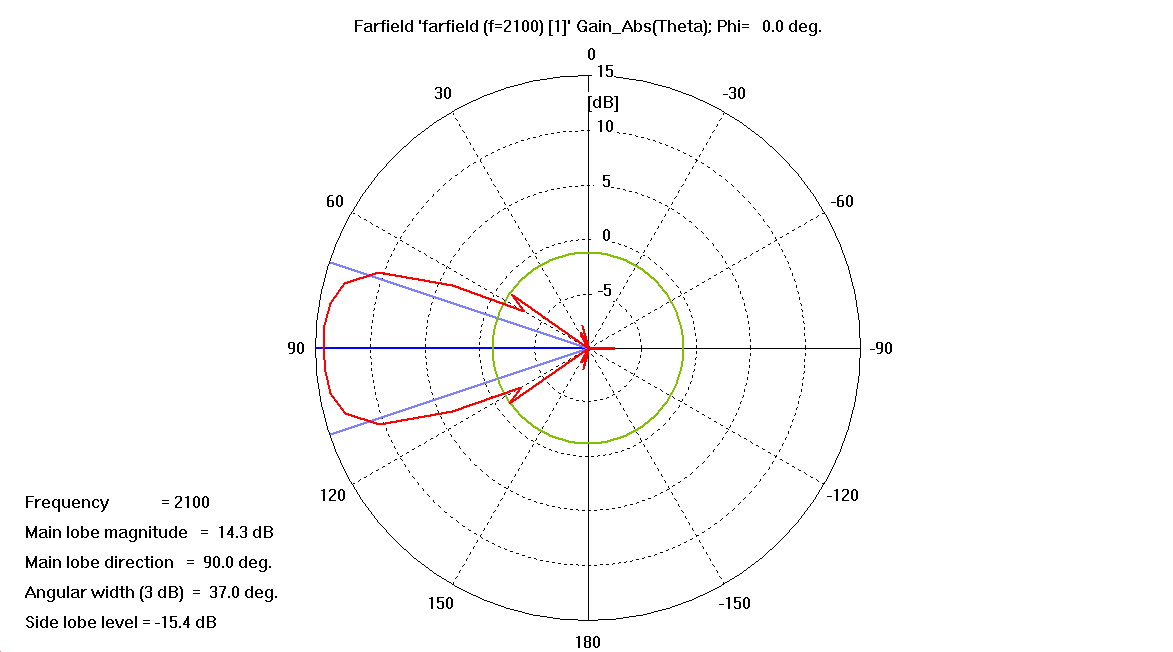 Farfield 'farfield (f=2100) [1]' Gain_Abs(Theta); Phi= 0.0 deg.
0
15
30
-30
[dB]
10
5
60
-60
0
-5
90
-90
120
-120
150
-150
180
Frequency = 2100
Main lobe magnitude = 14.3 dB
Main lobe direction = 90.0 deg.
Angular width (3 dB) = 37.0 deg.
Side lobe level = -15.4 dB